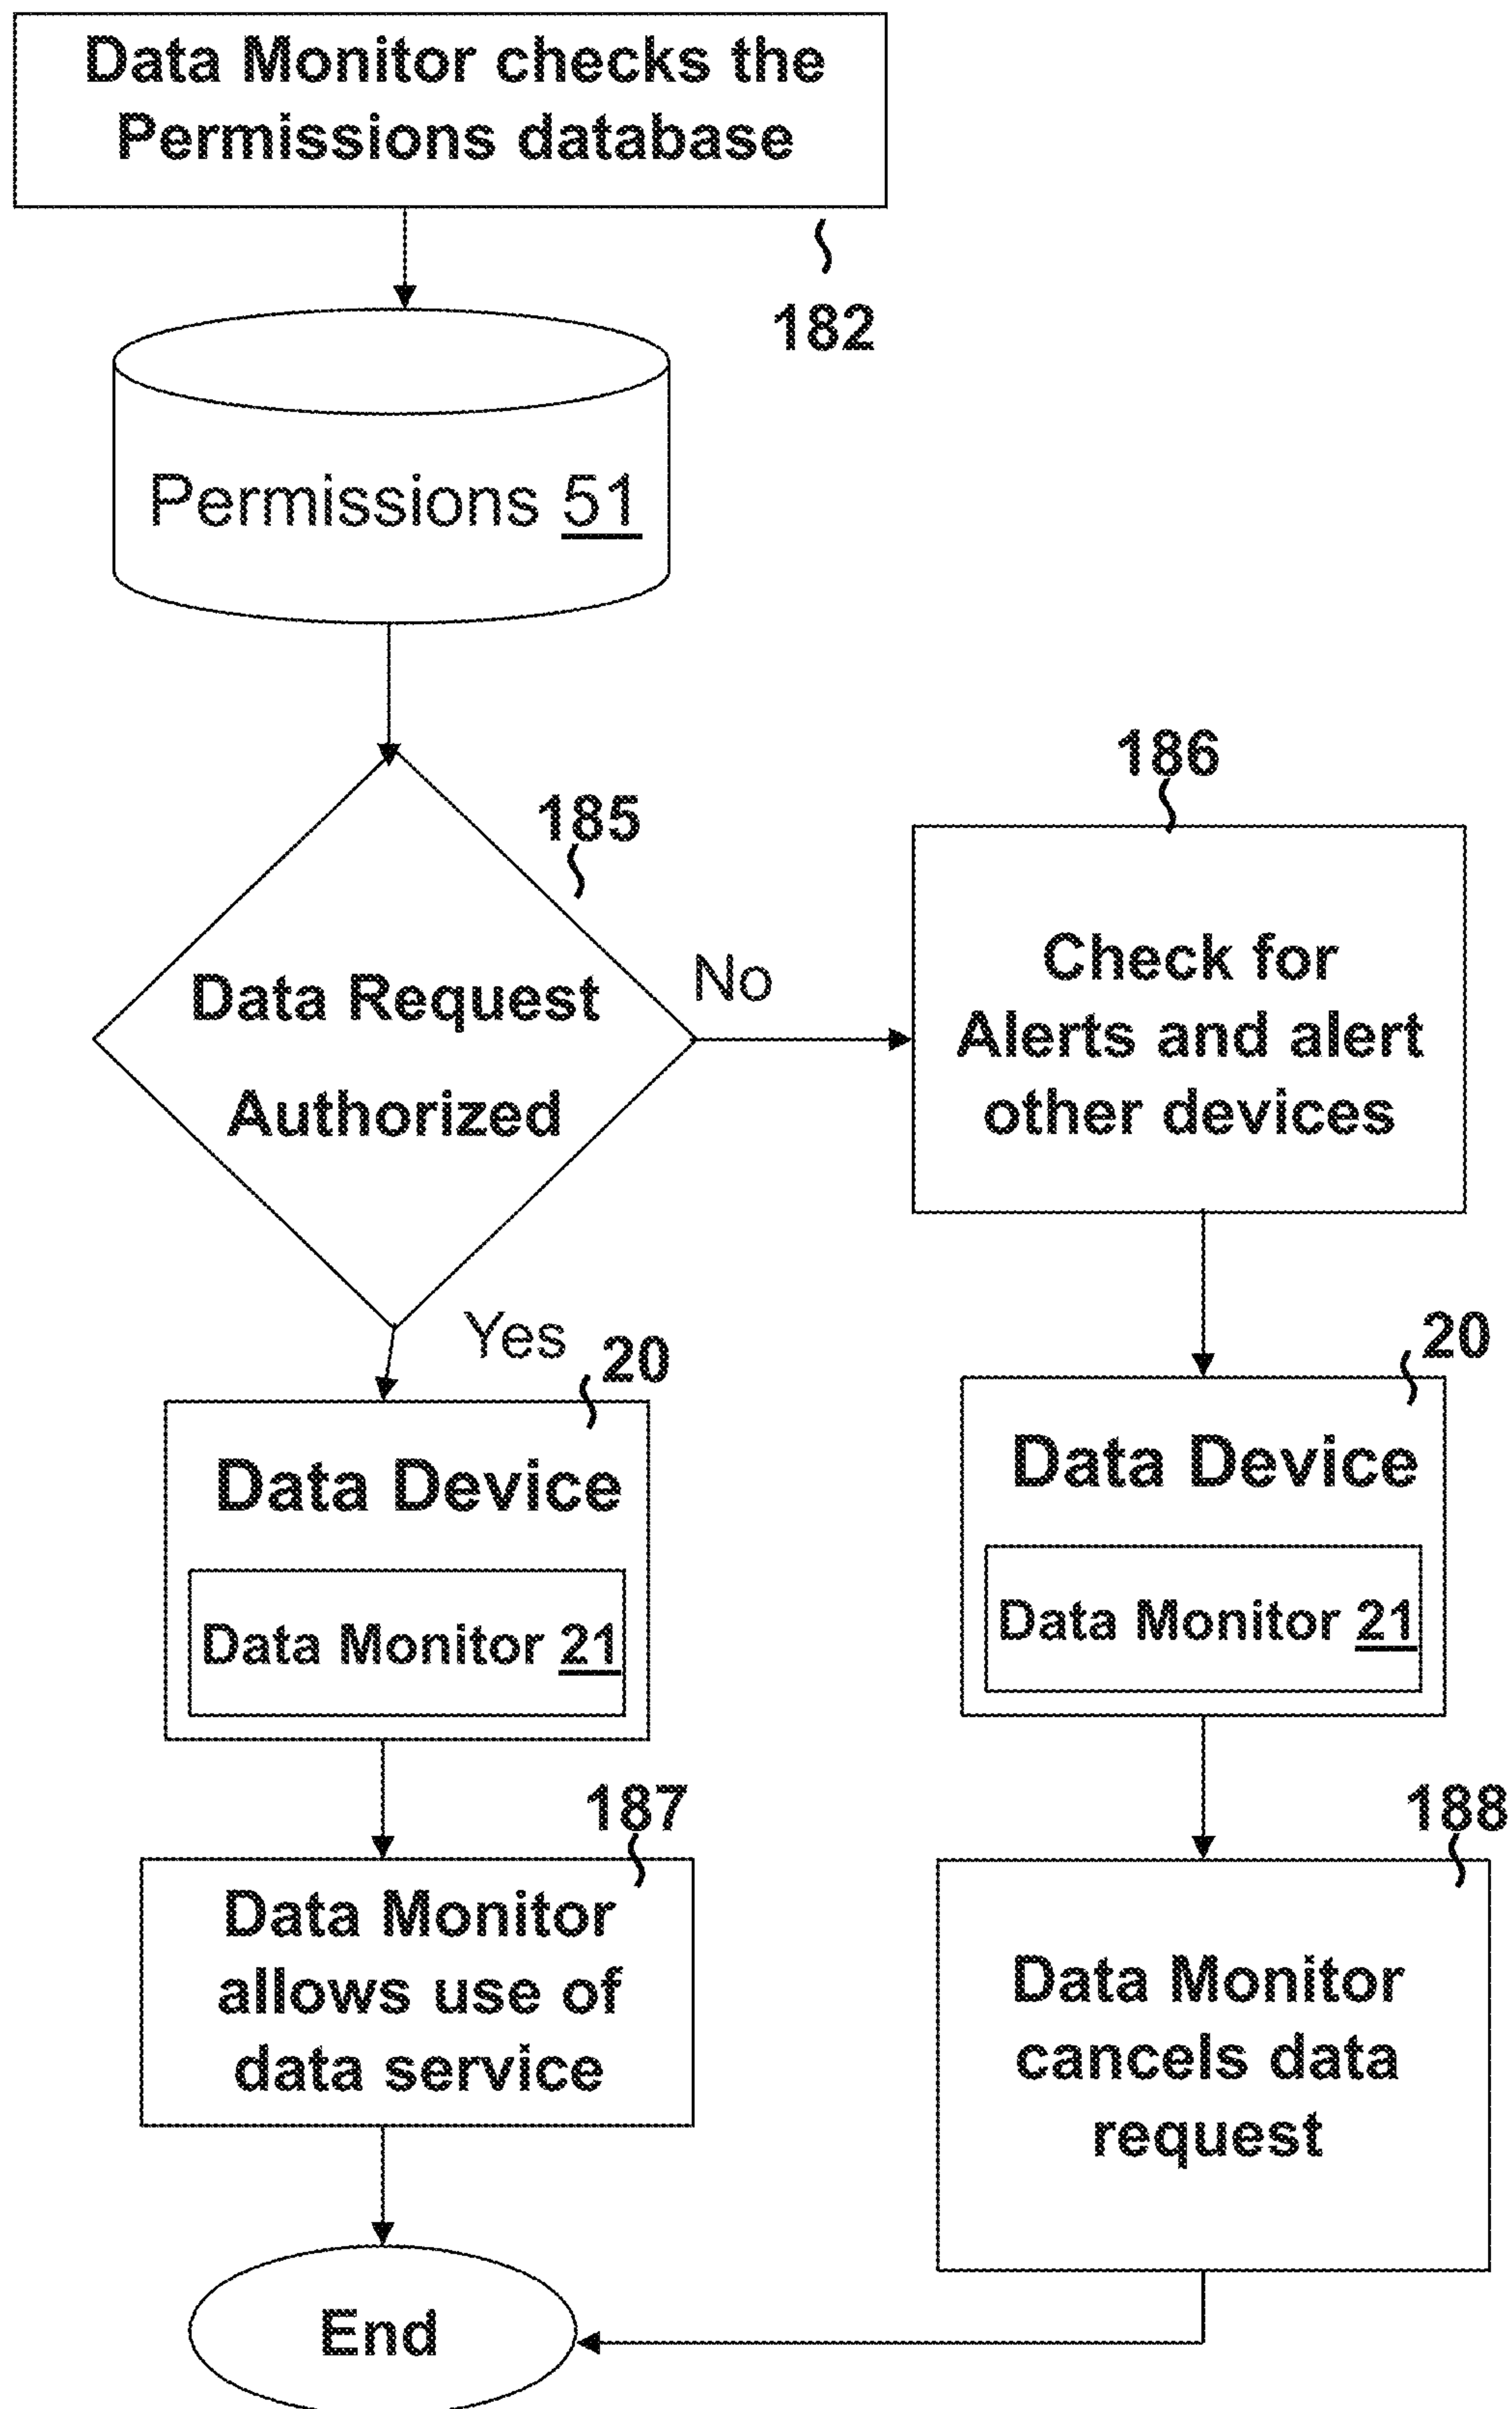 Data Monitor checks the
Permissions database
182
Permissions 51
185
Data Request
Authorized
No
186
Check for
Alerts and alert
other devices
Yes
20
Data Device
Data Monitor 21
20
Data Device
Data Monitor 21
187
Data Monitor
allows use of
data service
188
Data Monitor
cancels data
request
End